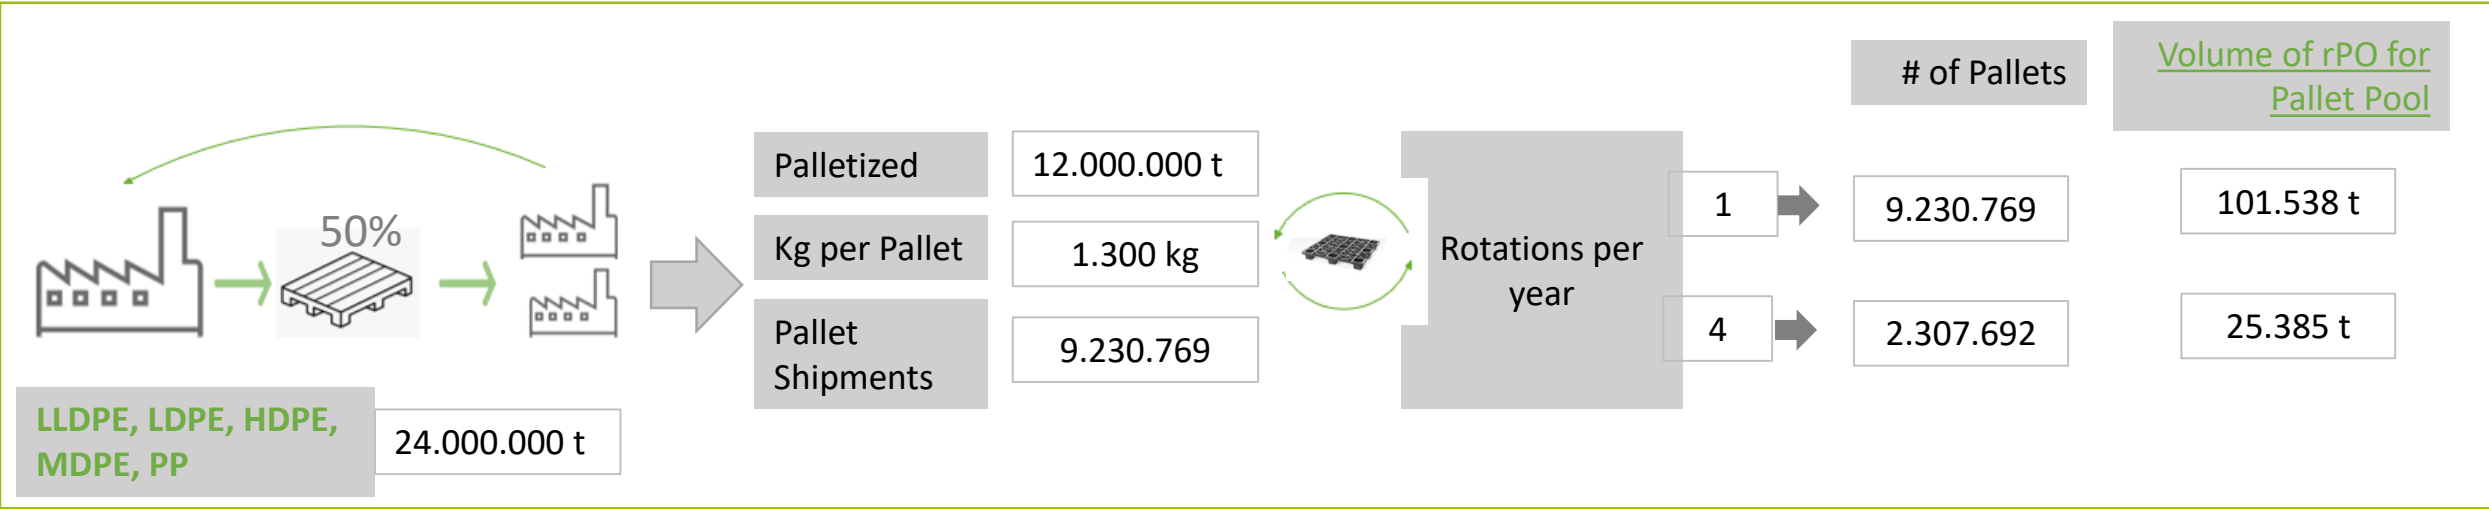 50%
LLDPE, LDPE, HDPE,
MDPE, PP
24.000.000 t
Palletized
12.000.000 t
Kg per Pallet
1.300 kg
Pallet
Shipments
9.230.769
Rotations per
year
1
4
# of Pallets
9.230.769
2.307.692
Volume of rPO for
Pallet Pool
101.538 t
25.385 t